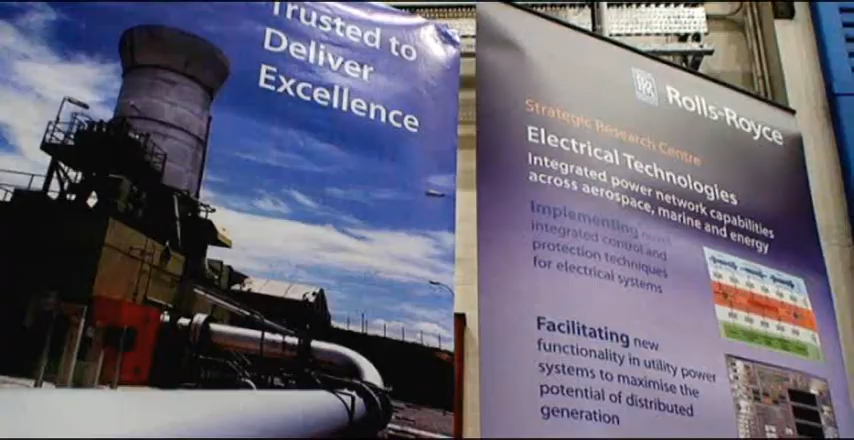 Trusted to
Deliver
Excellence
Rolls-Royce
Strategic Research Centre
Electrical Technologies
Integrated power network capabilities
across aerospace, marine and energy
Implementing novel
integrated control and
protection techniques
for electrical systems
Facilitating new
functionality in utility power
systems to maximise the
potential of distributed
generation